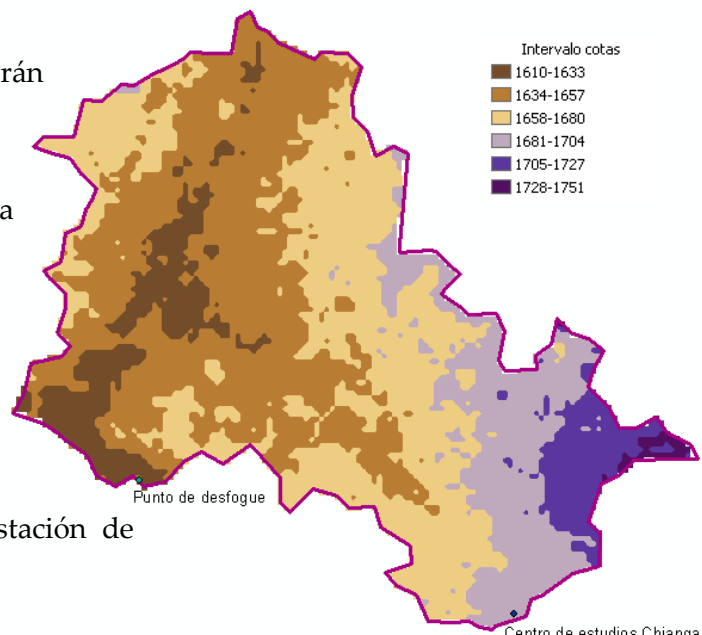 rán
a
stación de
Intervalo cotas
1610-1633
1634-1657
1658-1680
1681-1704
1705-1727
1728-1751
Punto de desfogue
Centro de estudios Chianga